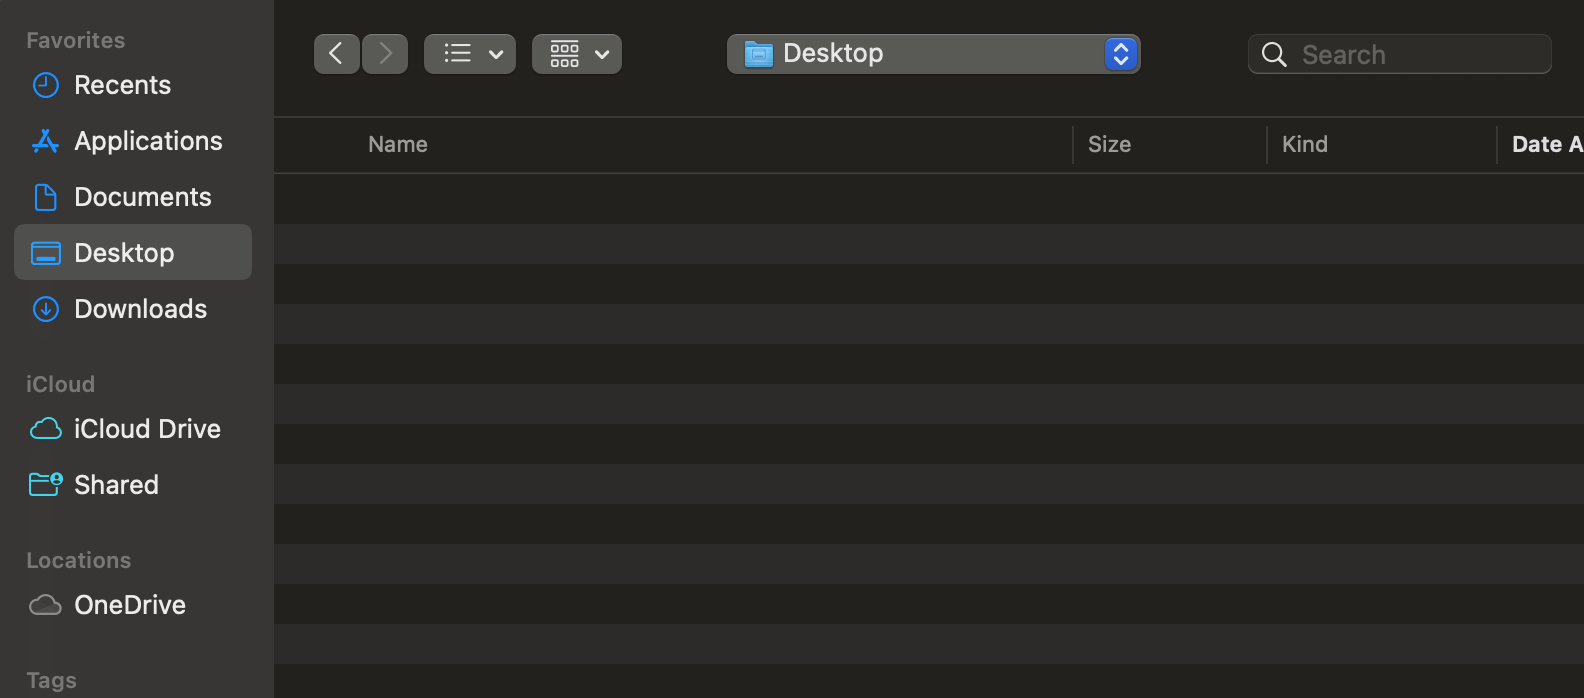 Favorites
Recents
Applications
Documents
Desktop
Downloads
iCloud
iCloud Drive
Shared
Locations
OneDrive
Tags
Desktop
Search
Name
Size
Kind
Date A